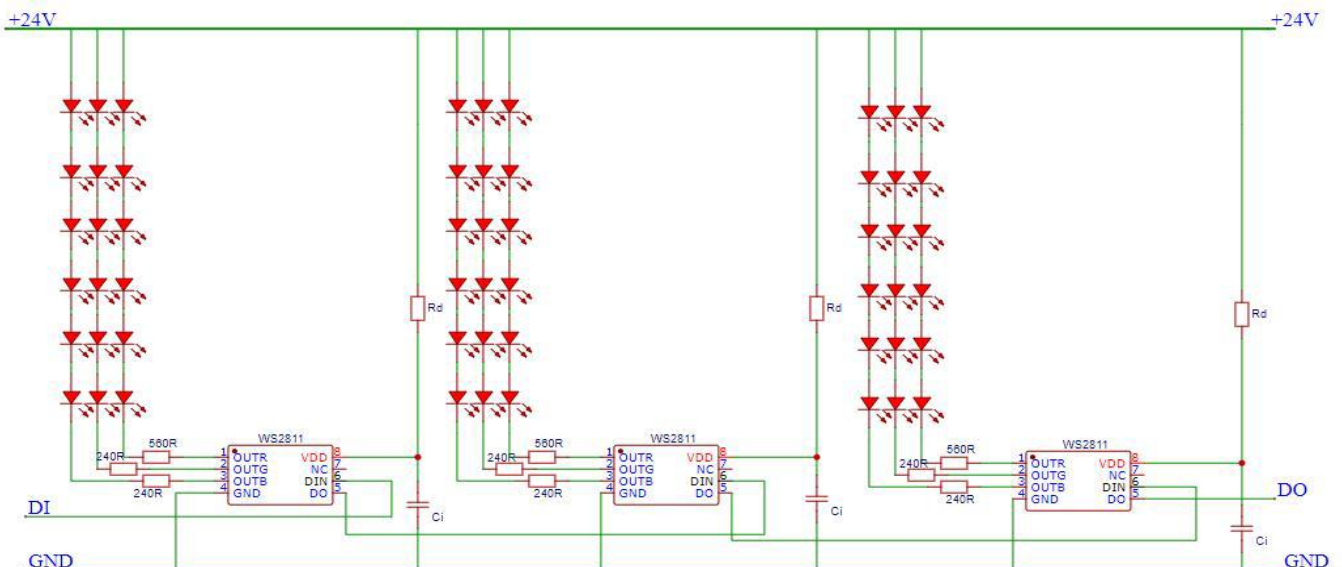 +24V
+24V
Rd
Rd
Rd
WS2811
560R
240R
240R
1 OUTR
2 OUTG
3 OUTB
4 GND
VDD 8
NC 7
DIN 6
DO 5
Ci
WS2811
560R
240R
240R
1 OUTR
2 OUTG
3 OUTB
4 GND
VDD 8
NC 7
DIN 6
DO 5
Ci
WS2811
560R
240R
240R
1 OUTR
2 OUTG
3 OUTB
4 GND
VDD 8
NC 7
DIN 6
DO 5
Ci
DI
DO
GND
GND